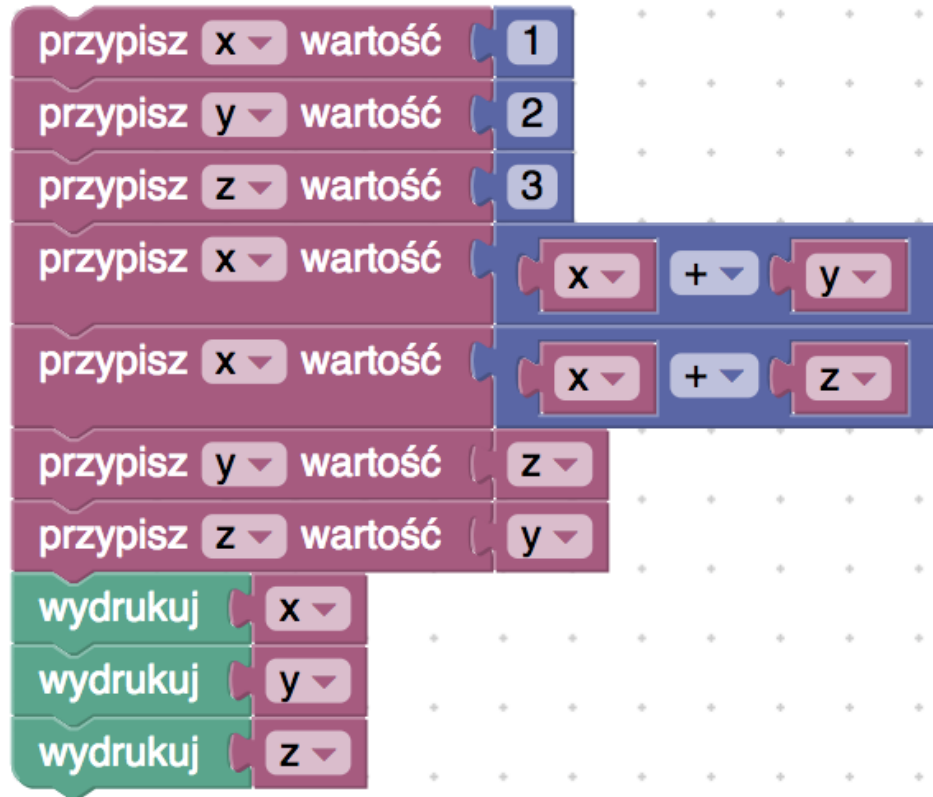 przypisz x wartość 1
przypisz y wartość 2
przypisz z wartość 3
przypisz x wartość x + y
przypisz x wartość x + z
przypisz y wartość z
przypisz z wartość y
wydrukuj x
wydrukuj y
wydrukuj z